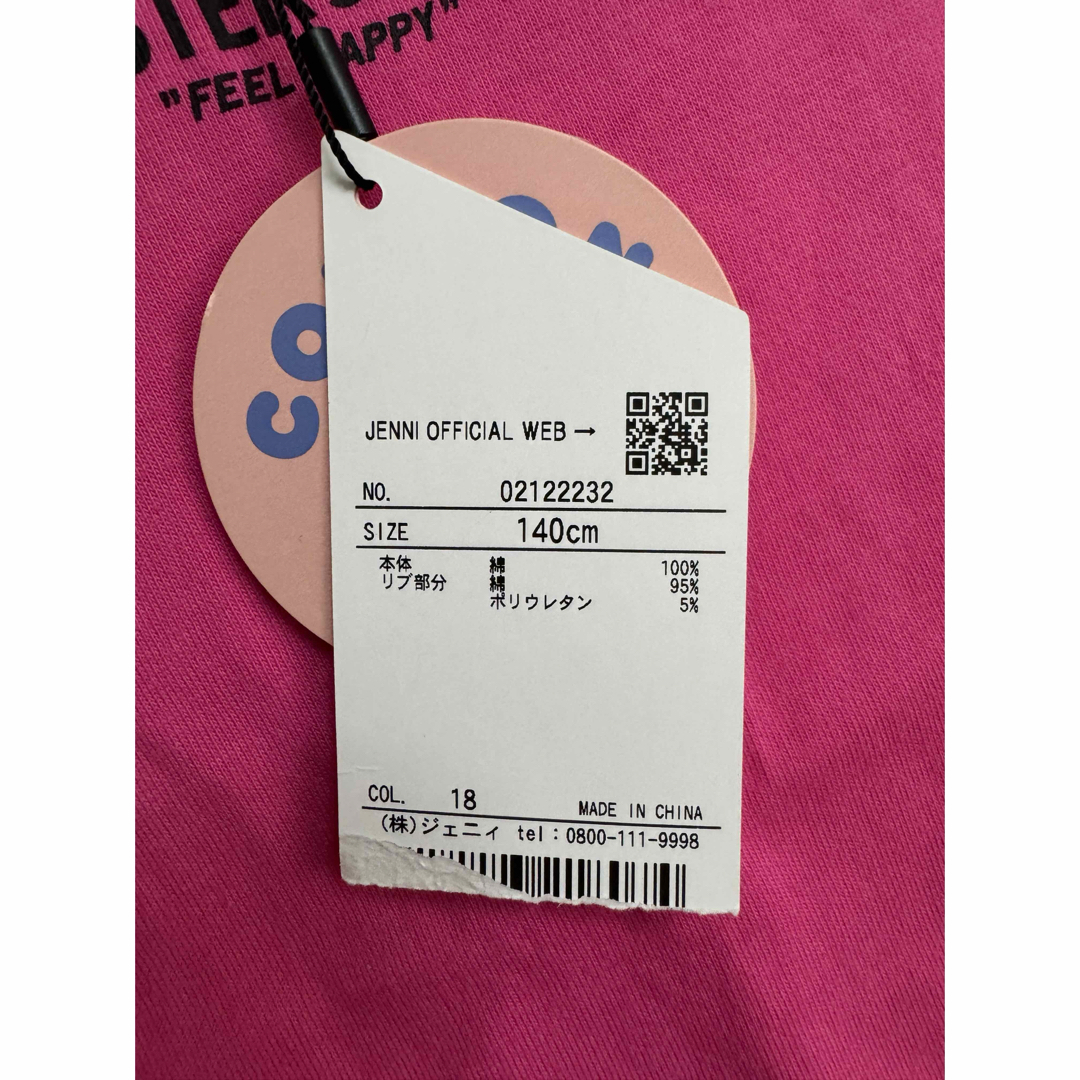 "FEEL HAPPY"
JENNI OFFICIAL WEB →
NO. 02122232
SIZE 140cm
本体 綿 100%
リブ部分 綿 95%
ポリウレタン 5%
COL. 18 MADE IN CHINA
(株)ジェニィ tel:0800-111-9998